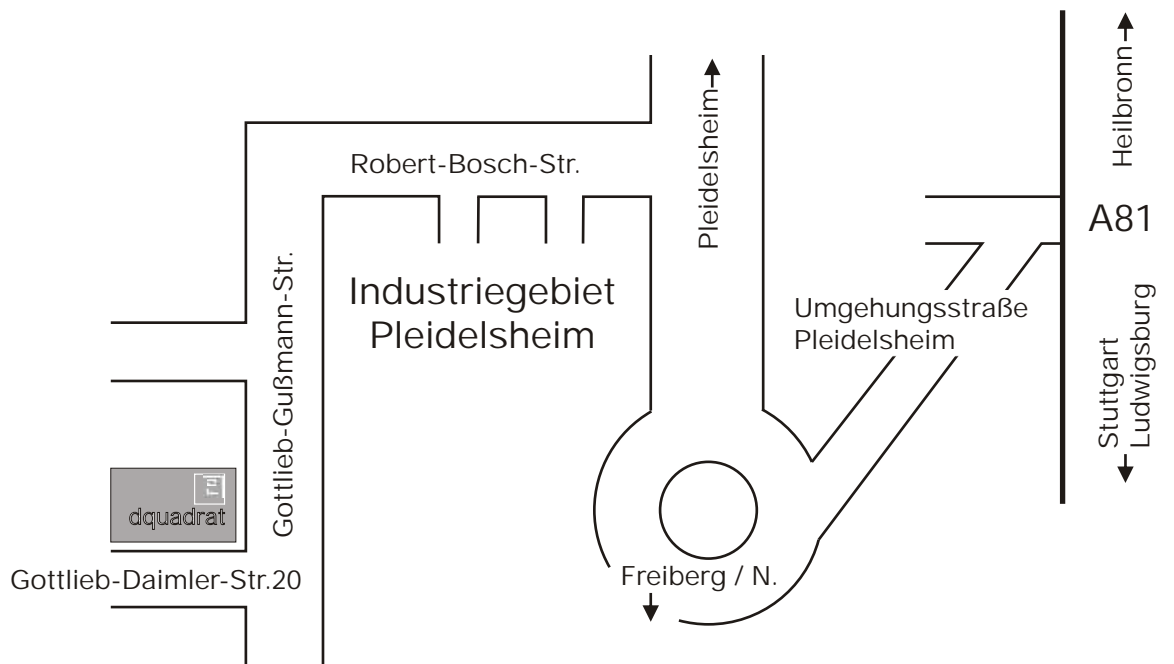 Heilbronn
Pleidelsheim
Robert-Bosch-Str.
A81
Industriegebiet
Pleidelsheim
Gottlieb-Gußmann-Str.
Umgehungsstraße
Pleidelsheim
Stuttgart
Ludwigsburg
dquadrat
Freiberg / N.
Gottlieb-Daimler-Str.20